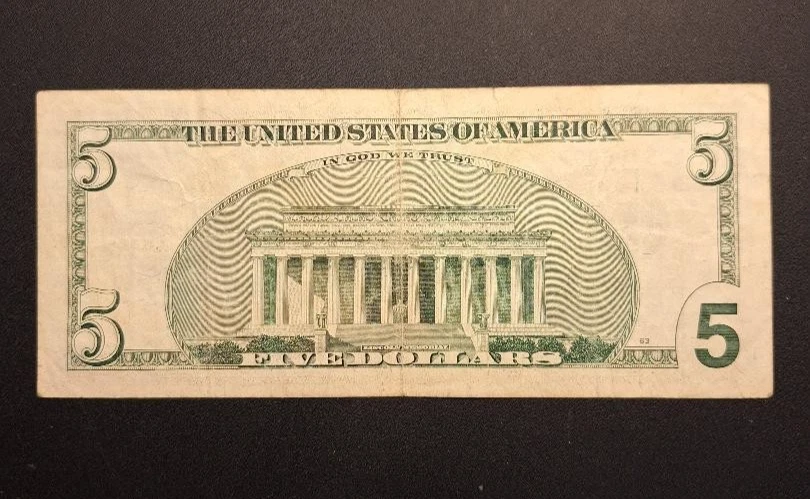 5 THE UNITED STATES OF AMERICA 5
IN GOD WE TRUST
5 FIVE DOLLARS 5